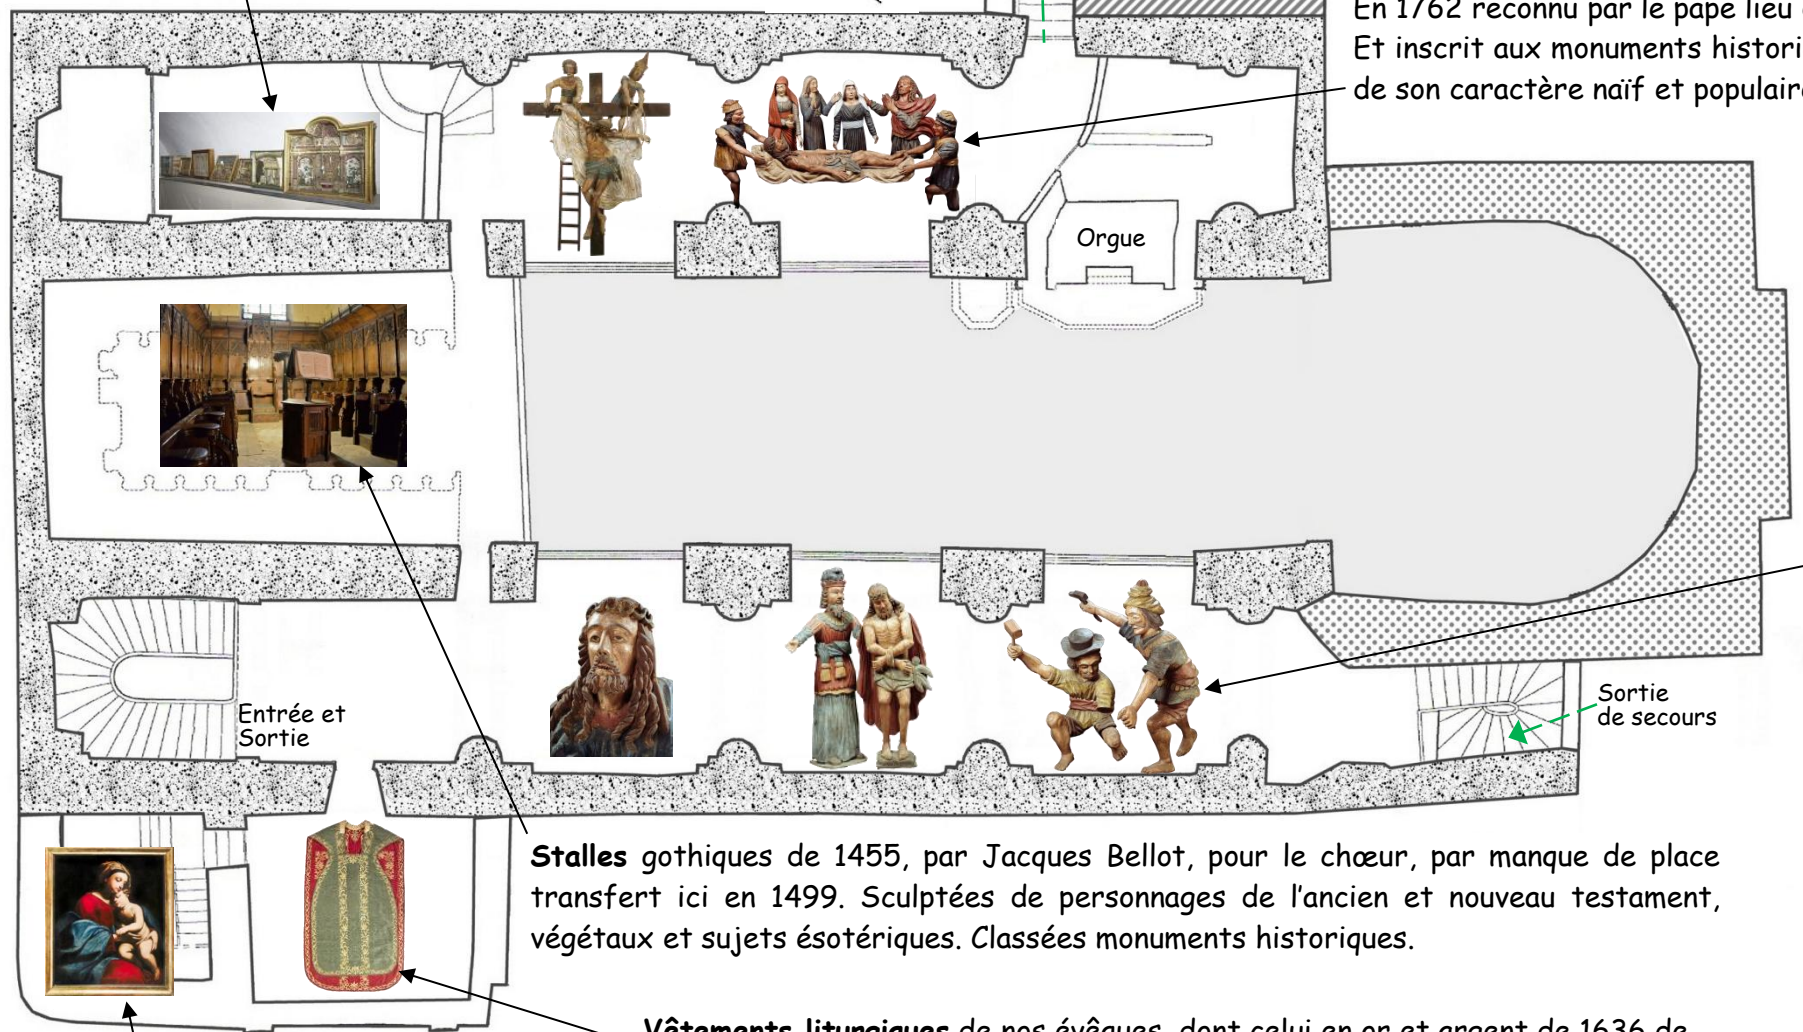 En 1762 reconnu par le pape lieu
Et inscrit aux monuments histori
de son caractère naïf et populaire
Orgue
Entrée et
Sortie
Sortie
de secours
Stalles gothiques de 1455, par Jacques Bellot, pour le chœur, par manque de place
transfert ici en 1499. Sculptées de personnages de l'ancien et nouveau testament,
végétaux et sujets ésotériques. Classées monuments historiques.
Vêtements liturgiques de nos évêques, dont celui en or et argent de 1636 de